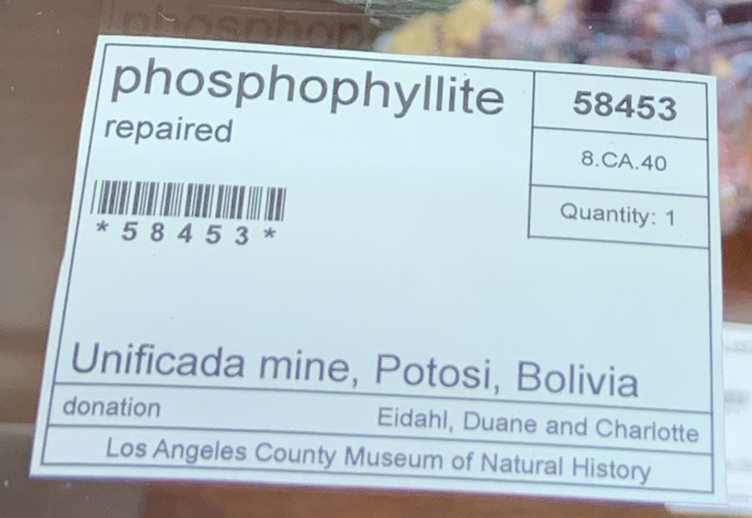 phosphophyllite
repaired
58453
8.CA.40
Quantity: 1
*58453*
Unificada mine, Potosi, Bolivia
donation
Eidahl, Duane and Charlotte
Los Angeles County Museum of Natural History